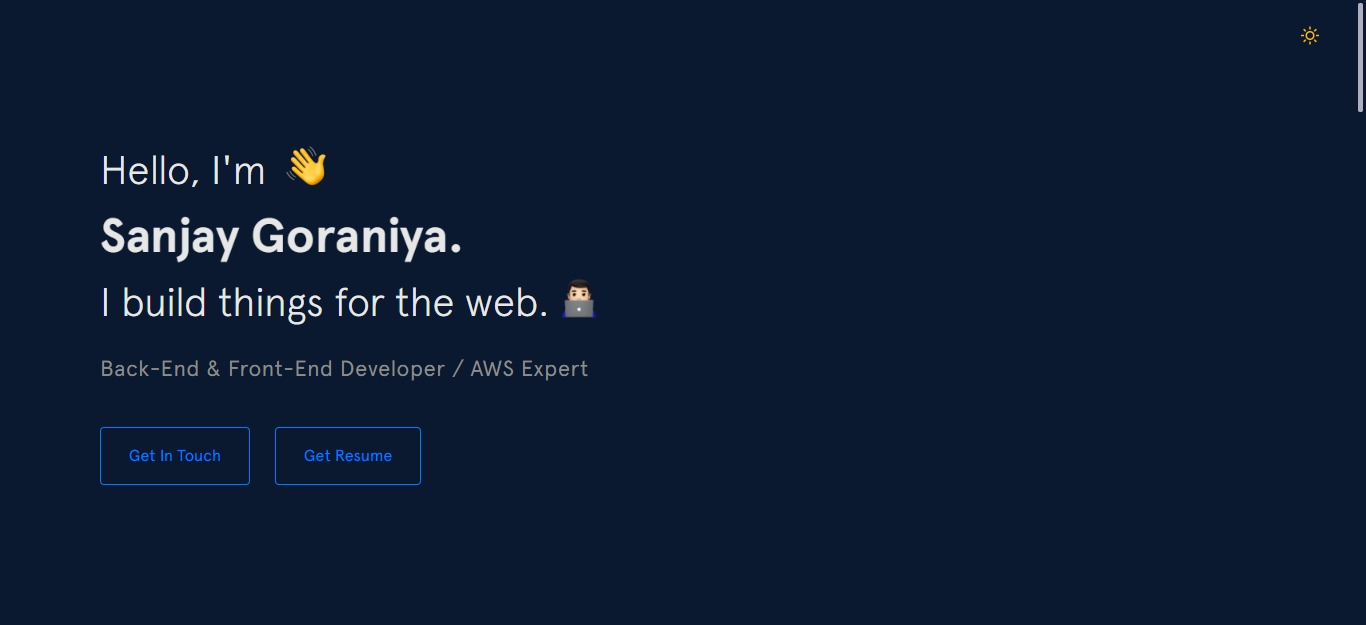 Hello, I'm 👋
Sanjay Goraniya.
I build things for the web. 👨🏻‍💻
Back-End & Front-End Developer / AWS Expert
Get In Touch
Get Resume